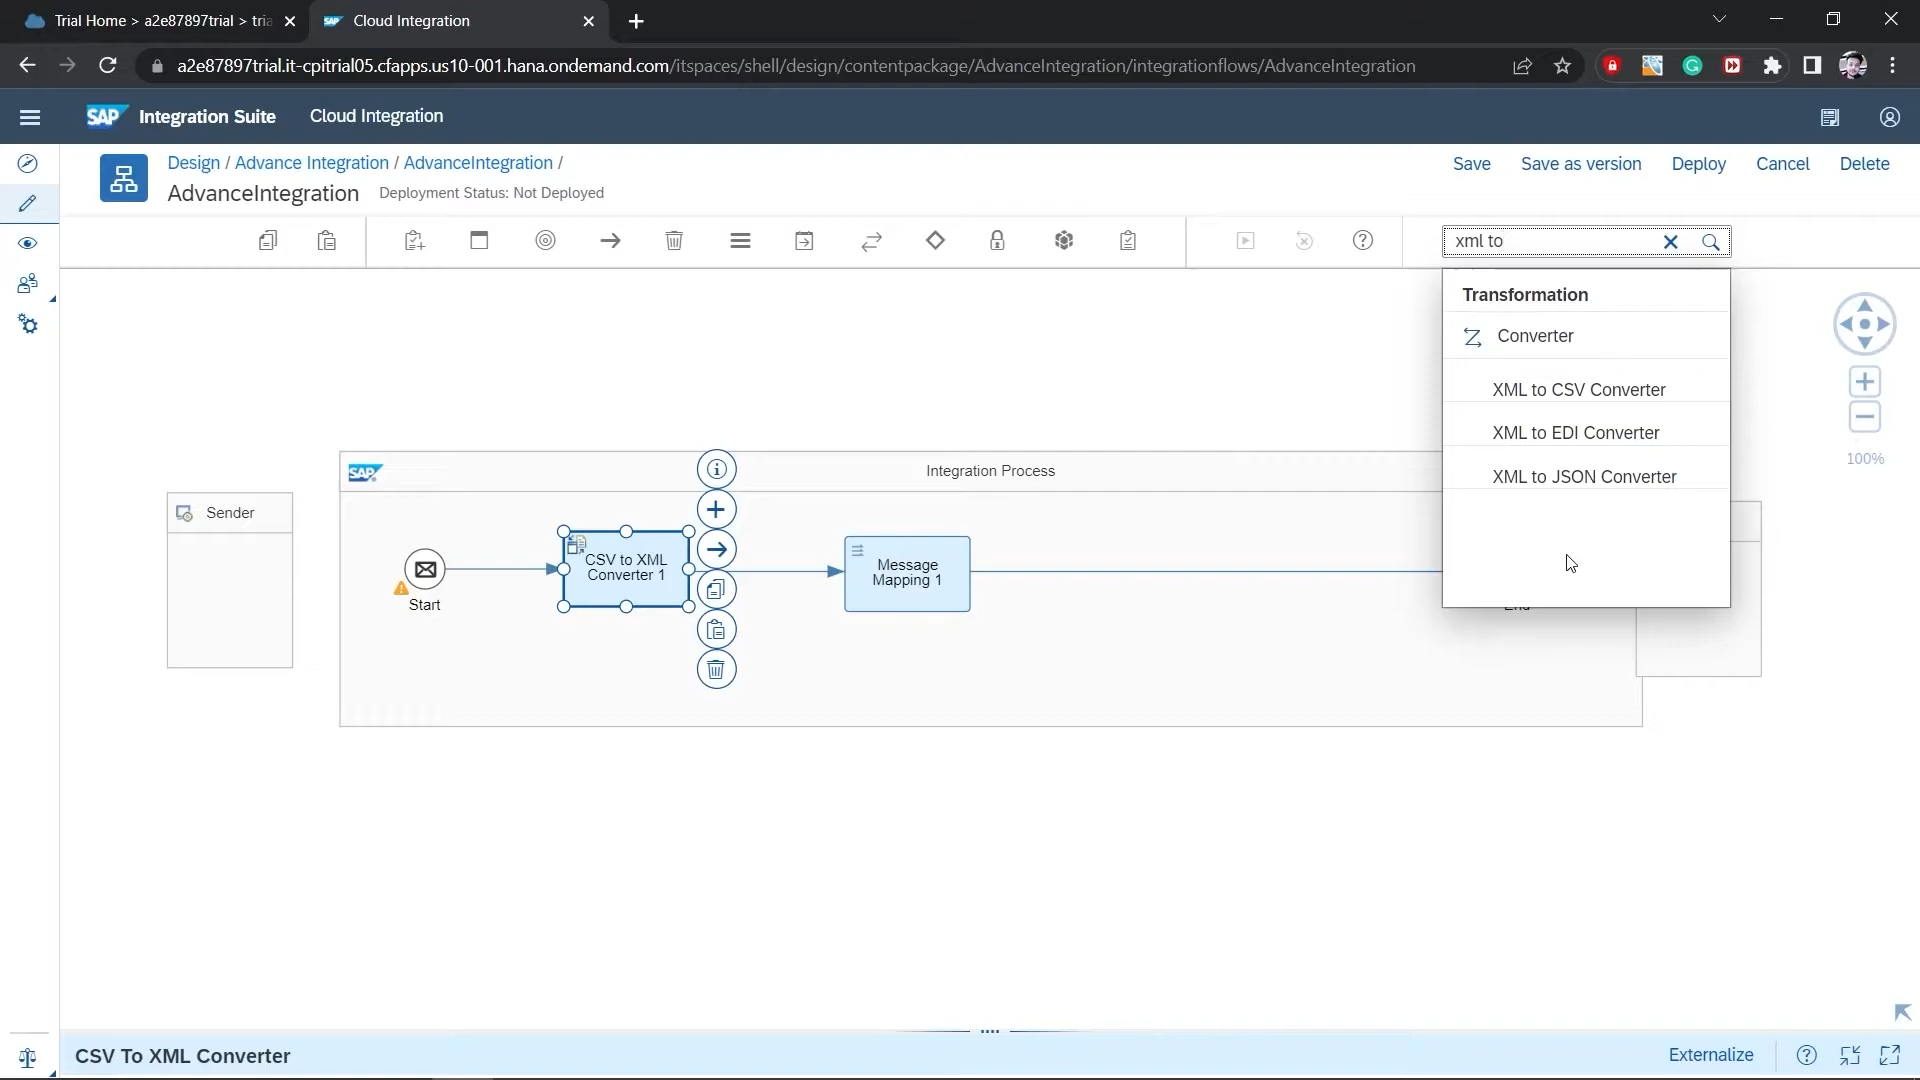 Trial Home > a2e87897trial > tria
Cloud Integration
a2e87897trial.it-cpitrial05.cfapps.us10-001.hana.ondemand.com/itspaces/shell/design/contentpackage/AdvanceIntegration/integrationflows/AdvanceIntegration
SAP Integration Suite Cloud Integration
Design / Advance Integration / AdvanceIntegration /
AdvanceIntegration Deployment Status: Not Deployed
Save Save as version Deploy Cancel Delete
xml to
Transformation
Converter
XML to CSV Converter
XML to EDI Converter
XML to JSON Converter
100%
SAP
Integration Process
Sender
Start
CSV to XML
Converter 1
Message
Mapping 1
End
CSV To XML Converter
Externalize